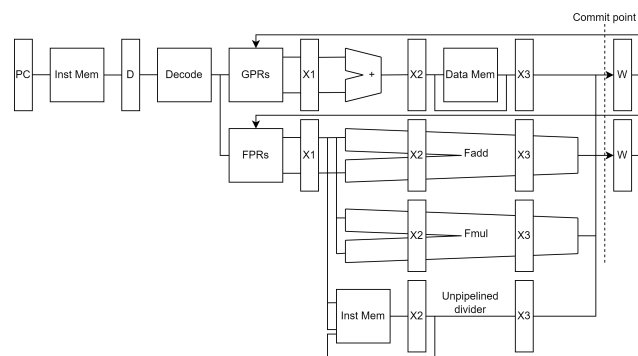 Commit point
PC
Inst Mem
D
Decode
GPRs
X1
+
X2
Data Mem
X3
W
FPRs
X1
X2
Fadd
X3
W
X2
Fmul
X3
Inst Mem
X2
Unpipelined
divider
X3